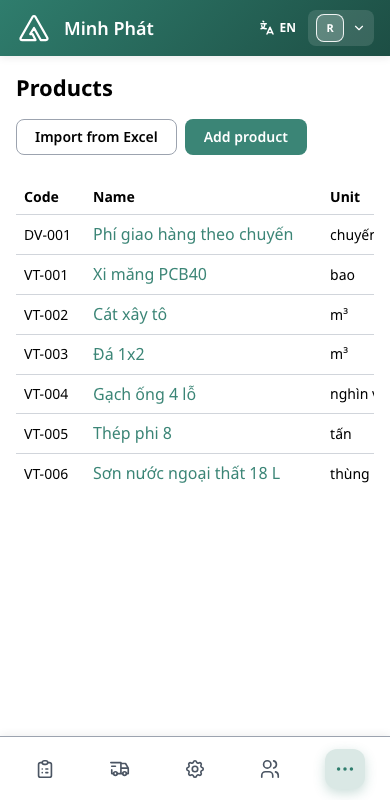 Minh Phát
EN
R
Products
Import from Excel
Add product
Code Name Unit
DV-001 Phí giao hàng theo chuyến chuyến
VT-001 Xi măng PCB40 bao
VT-002 Cát xây tô m³
VT-003 Đá 1x2 m³
VT-004 Gạch ống 4 lỗ nghìn
VT-005 Thép phi 8 tấn
VT-006 Sơn nước ngoại thất 18 L thùng